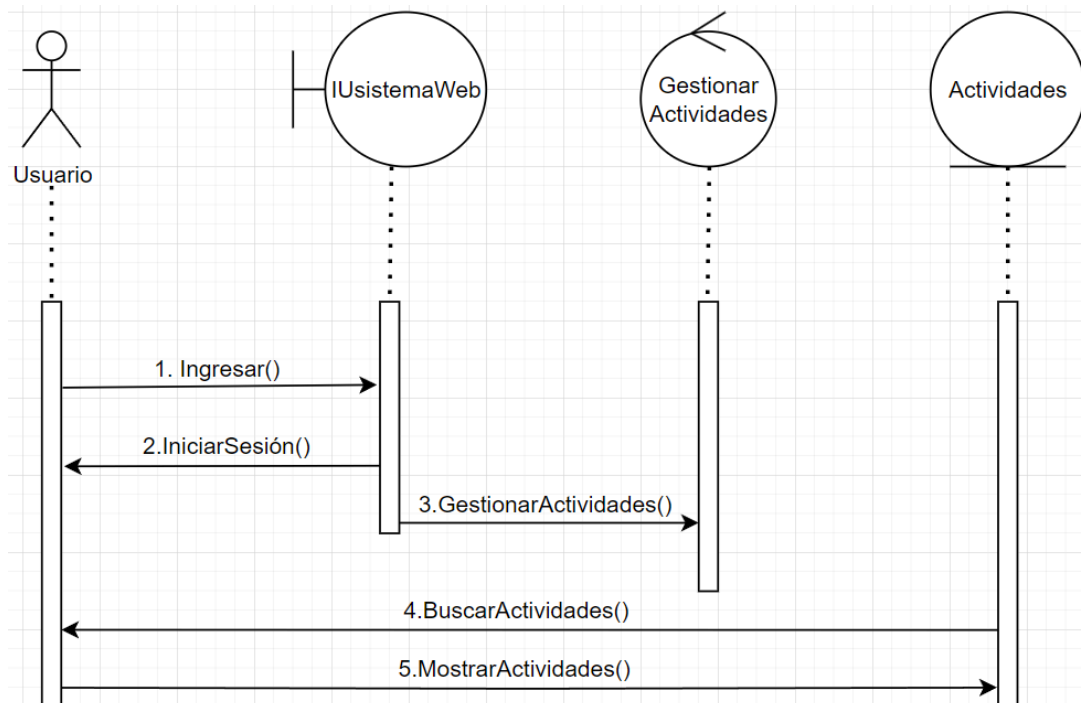 IUsistemaWeb
Gestionar
Actividades
Actividades
Usuario
1. Ingresar()
2.IniciarSesión()
3.GestionarActividades()
4.BuscarActividades()
5.MostrarActividades()